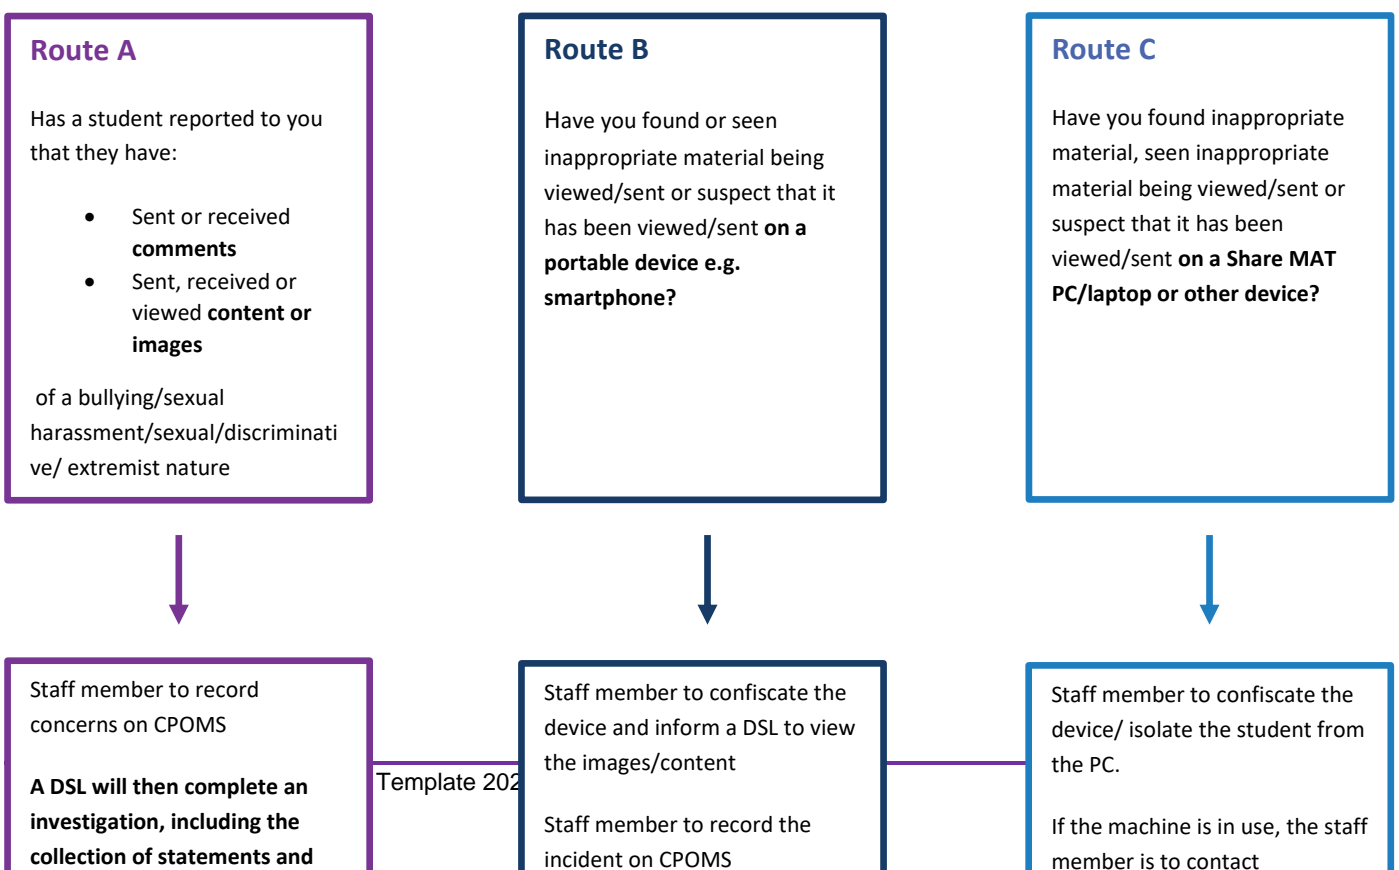 Route A
Has a student reported to you
that they have:
• Sent or received
comments
• Sent, received or
viewed content or
images
of a bullying/sexual
harassment/sexual/discriminati
ve/ extremist nature
Route B
Have you found or seen
inappropriate material being
viewed/sent or suspect that it
has been viewed/sent on a
portable device e.g.
smartphone?
Route C
Have you found inappropriate
material, seen inappropriate
material being viewed/sent or
suspect that it has been
viewed/sent on a Share MAT
PC/laptop or other device?
Staff member to record
concerns on CPOMS
A DSL will then complete an
investigation, including the
collection of statements and
Template 202
Staff member to confiscate the
device and inform a DSL to view
the images/content
Staff member to record the
incident on CPOMS
Staff member to confiscate the
device/ isolate the student from
the PC.
If the machine is in use, the staff
member is to contact